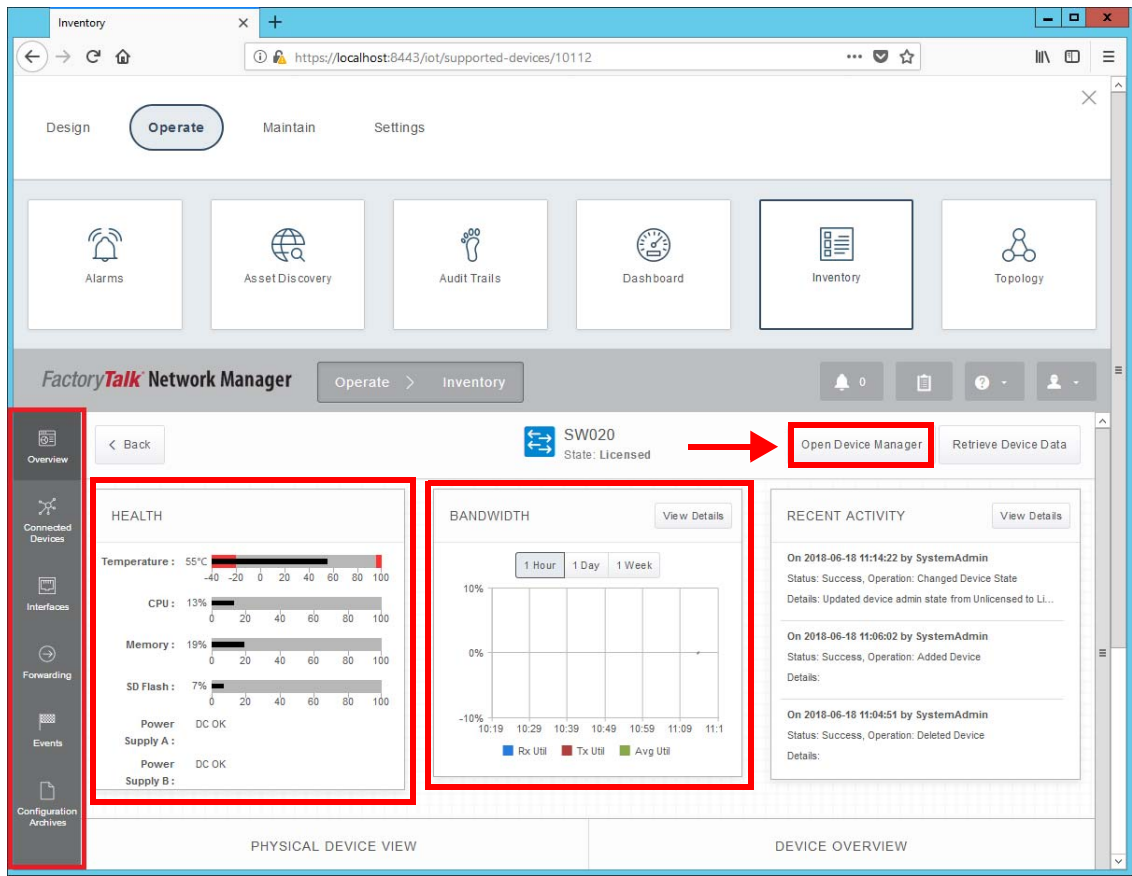 Inventory
https://localhost:8443/iot/supported-devices/10112
Design
Operate
Maintain
Settings
Alarms
Asset Discovery
Audit Trails
Dashboard
Inventory
Topology
FactoryTalk Network Manager
Operate > Inventory
0
Overview
Connected
Devices
Interfaces
Forwarding
Events
Configuration
Archives
< Back
SW020
State: Licensed
Open Device Manager
Retrieve Device Data
HEALTH
Temperature : 55°C
-40 -20 0 20 40 60 80 100
CPU : 13%
0 20 40 60 80 100
Memory : 19%
0 20 40 60 80 100
SD Flash : 7%
0 20 40 60 80 100
Power DC OK
Supply A :
Power DC OK
Supply B :
BANDWIDTH
View Details
1 Hour 1 Day 1 Week
10%
0%
-10%
10:19 10:29 10:39 10:49 10:59 11:09 11:1
Rx Util Tx Util Avg Util
RECENT ACTIVITY
View Details
On 2018-06-18 11:14:22 by SystemAdmin
Status: Success, Operation: Changed Device State
Details: Updated device admin state from Unlicensed to Li...
On 2018-06-18 11:06:02 by SystemAdmin
Status: Success, Operation: Added Device
Details:
On 2018-06-18 11:04:51 by SystemAdmin
Status: Success, Operation: Deleted Device
Details:
PHYSICAL DEVICE VIEW
DEVICE OVERVIEW